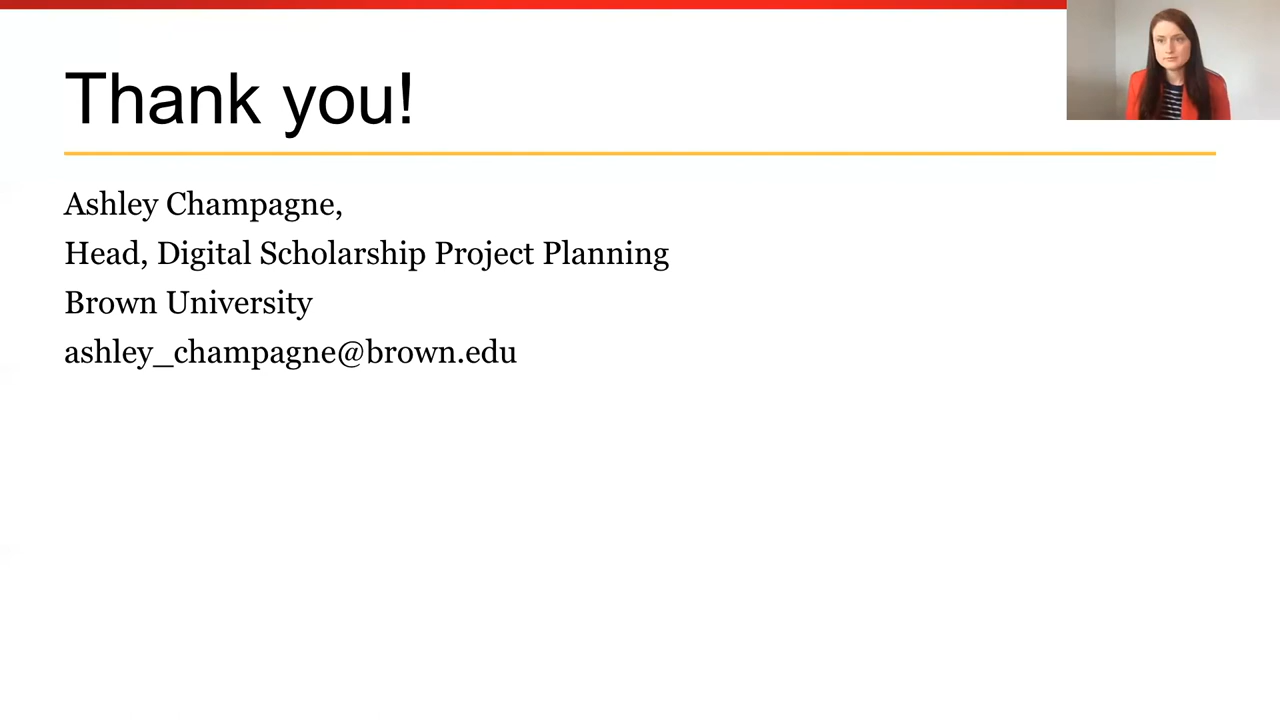 Thank you!
Ashley Champagne,
Head, Digital Scholarship Project Planning
Brown University
ashley_champagne@brown.edu